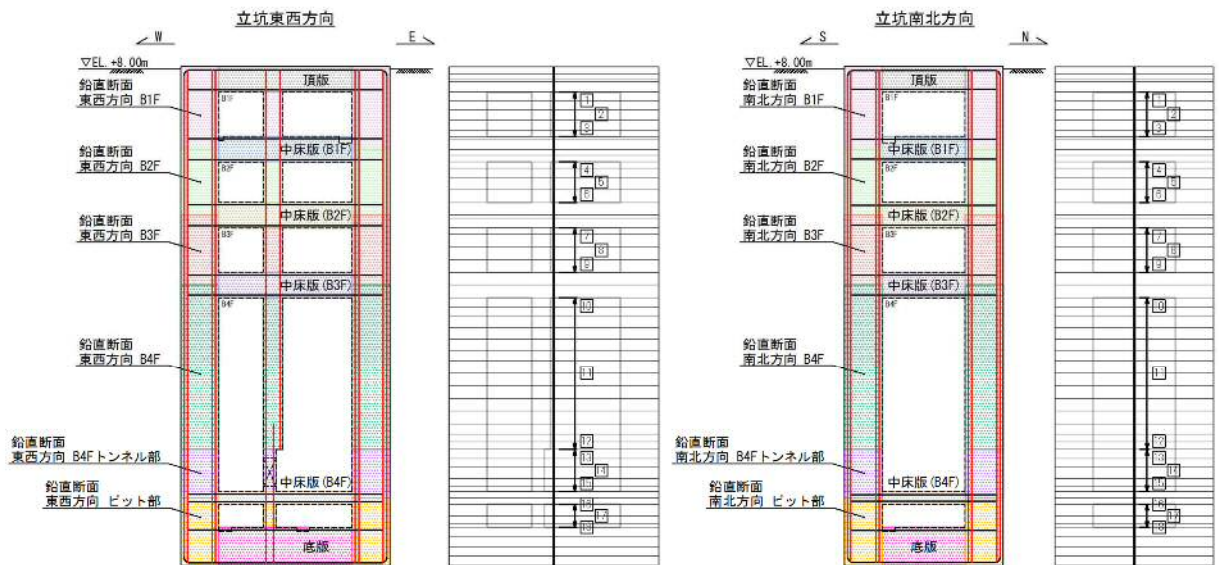 立坑東西方向
W
E
▽EL. +8.00m
鉛直断面
東西方向 B1F
鉛直断面
東西方向 B2F
鉛直断面
東西方向 B3F
鉛直断面
東西方向 B4F
鉛直断面
東西方向 B4Fトンネル部
鉛直断面
東西方向 ピット部
頂版
B1F
中床版(B1F)
B2F
中床版(B2F)
B3F
中床版(B3F)
B4F
中床版(B4F)
底版
1
2
3
4
5
6
7
8
9
10
11
12
13
14
15
16
17
18
立坑南北方向
S
N
▽EL. +8.00m
鉛直断面
南北方向 B1F
鉛直断面
南北方向 B2F
鉛直断面
南北方向 B3F
鉛直断面
南北方向 B4F
鉛直断面
南北方向 B4Fトンネル部
鉛直断面
南北方向 ピット部
頂版
B1F
中床版(B1F)
B2F
中床版(B2F)
B3F
中床版(B3F)
B4F
中床版(B4F)
底版
1
2
3
4
5
6
7
8
9
10
11
12
13
14
15
16
17
18